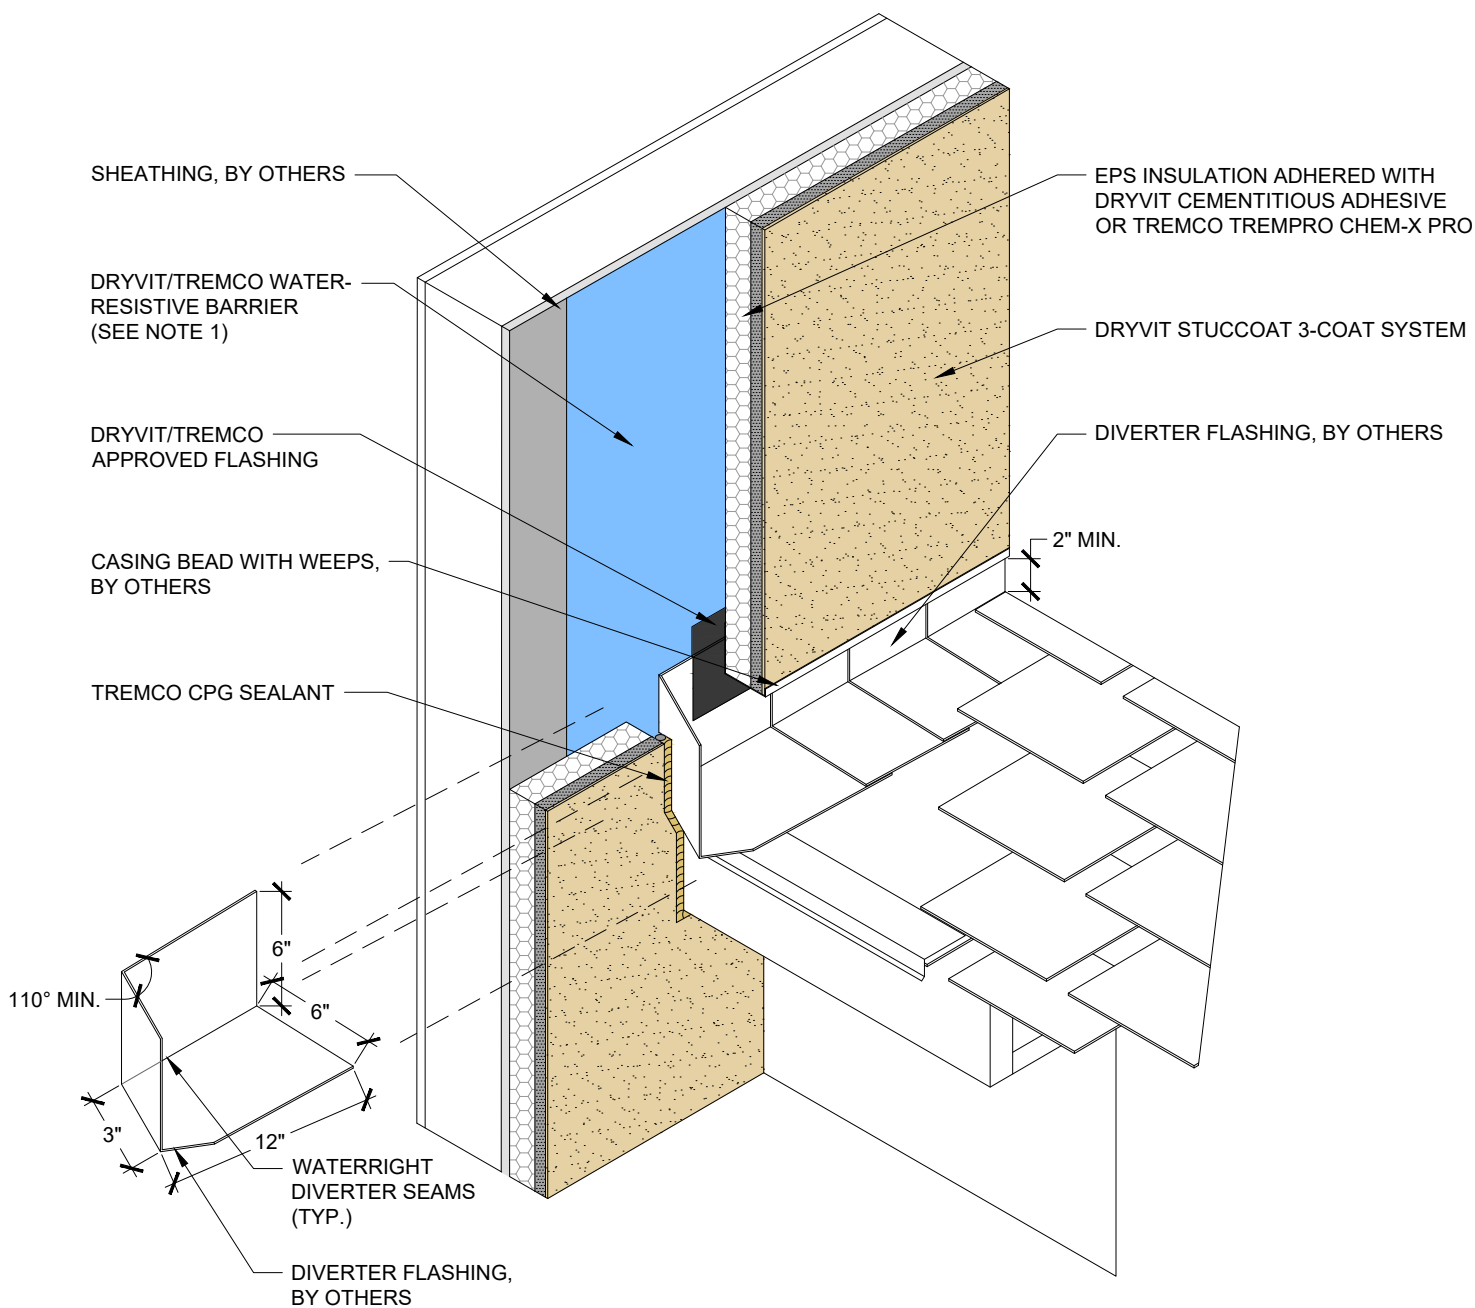 SHEATHING, BY OTHERS
DRYVIT/TREMCO WATER-
RESISTIVE BARRIER
(SEE NOTE 1)
DRYVIT/TREMCO
APPROVED FLASHING
CASING BEAD WITH WEEPS,
BY OTHERS
TREMCO CPG SEALANT
EPS INSULATION ADHERED WITH
DRYVIT CEMENTITIOUS ADHESIVE
OR TREMCO TREMPRO CHEM-X PRO
DRYVIT STUCCOAT 3-COAT SYSTEM
DIVERTER FLASHING, BY OTHERS
2" MIN.
6"
110° MIN.
6"
3"
12"
WATERRIGHT
DIVERTER SEAMS
(TYP.)
DIVERTER FLASHING,
BY OTHERS